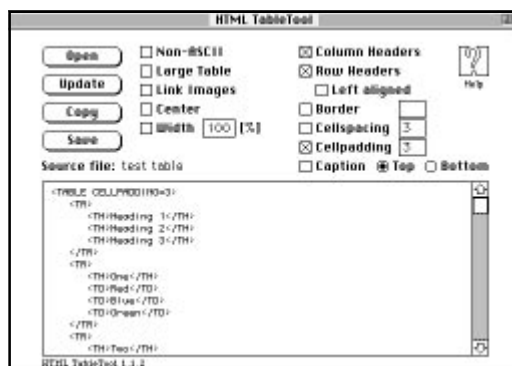 HTML TableTool
Open
Update
Copy
Save
Non-ASCII
Large Table
Link Images
Center
Width 100 [%]
Column Headers
Row Headers
Left aligned
Border
Cellspacing 3
Cellpadding 3
Caption Top Bottom
Help
Source file: test table
<TABLE CELLPADDING=3>
<TR>
<TH>Heading 1</TH>
<TH>Heading 2</TH>
<TH>Heading 3</TH>
</TR>
<TR>
<TH>One</TH>
<TD>Red</TD>
<TD>Blue</TD>
<TD>Green</TD>
</TR>
<TR>
<TH>Two</TH>
HTML TableTool 1.1.2